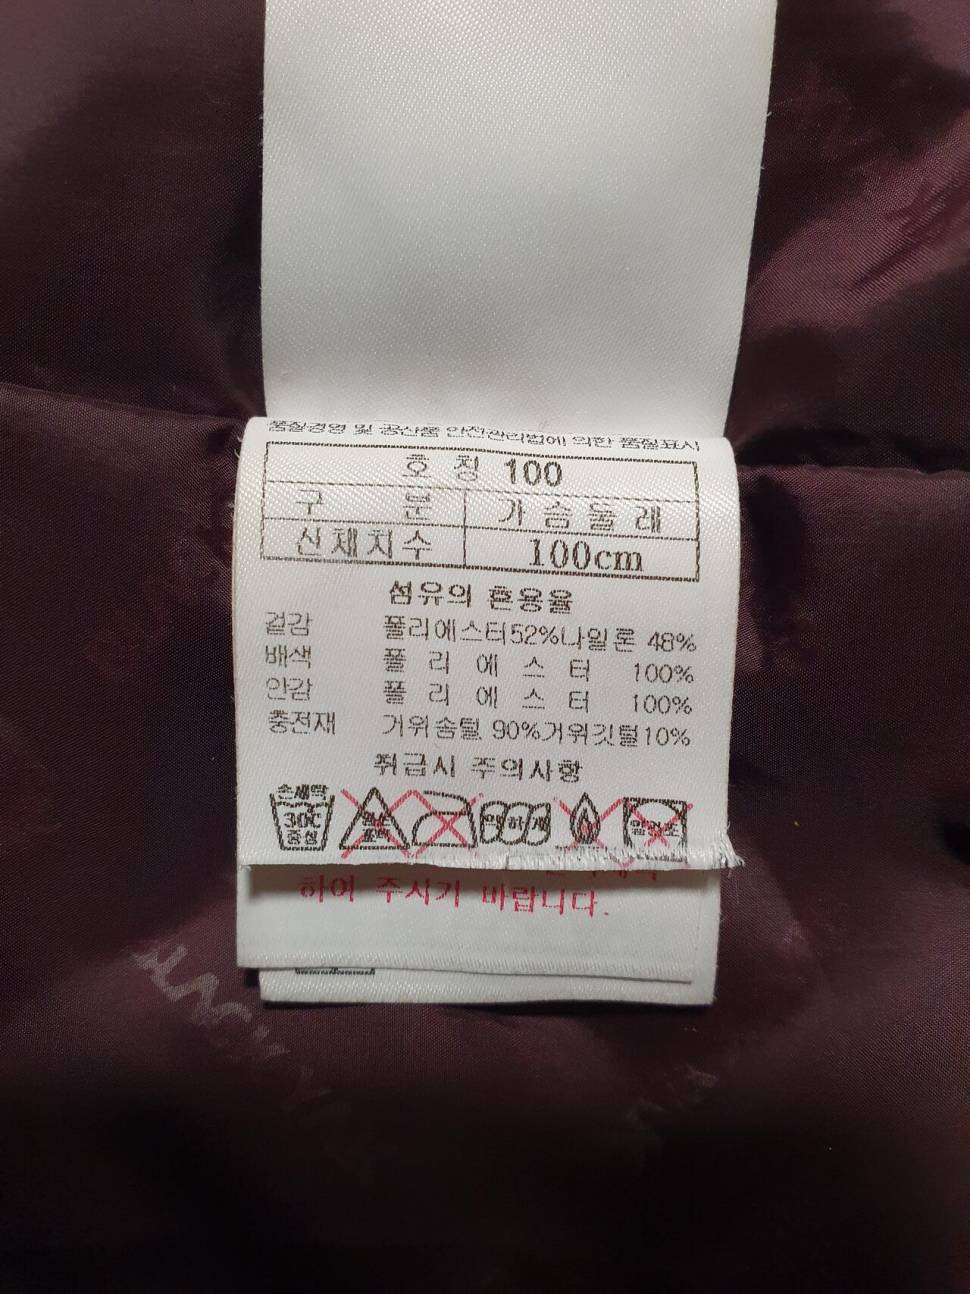 품질경영 및 공산품 안전관리법에 의한 품질표시
호 칭 100
구 분 가 슴 둘 레
신체치수 100cm
섬유의 혼용율
겉감 폴리에스터52%나일론 48%
배색 폴 리 에 스 터 100%
안감 폴 리 에 스 터 100%
충전재 거위솜털 90%거위깃털10%
취급시 주의사항
손세탁
30℃
중성
염소
표백
하여 주시기 바랍니다.